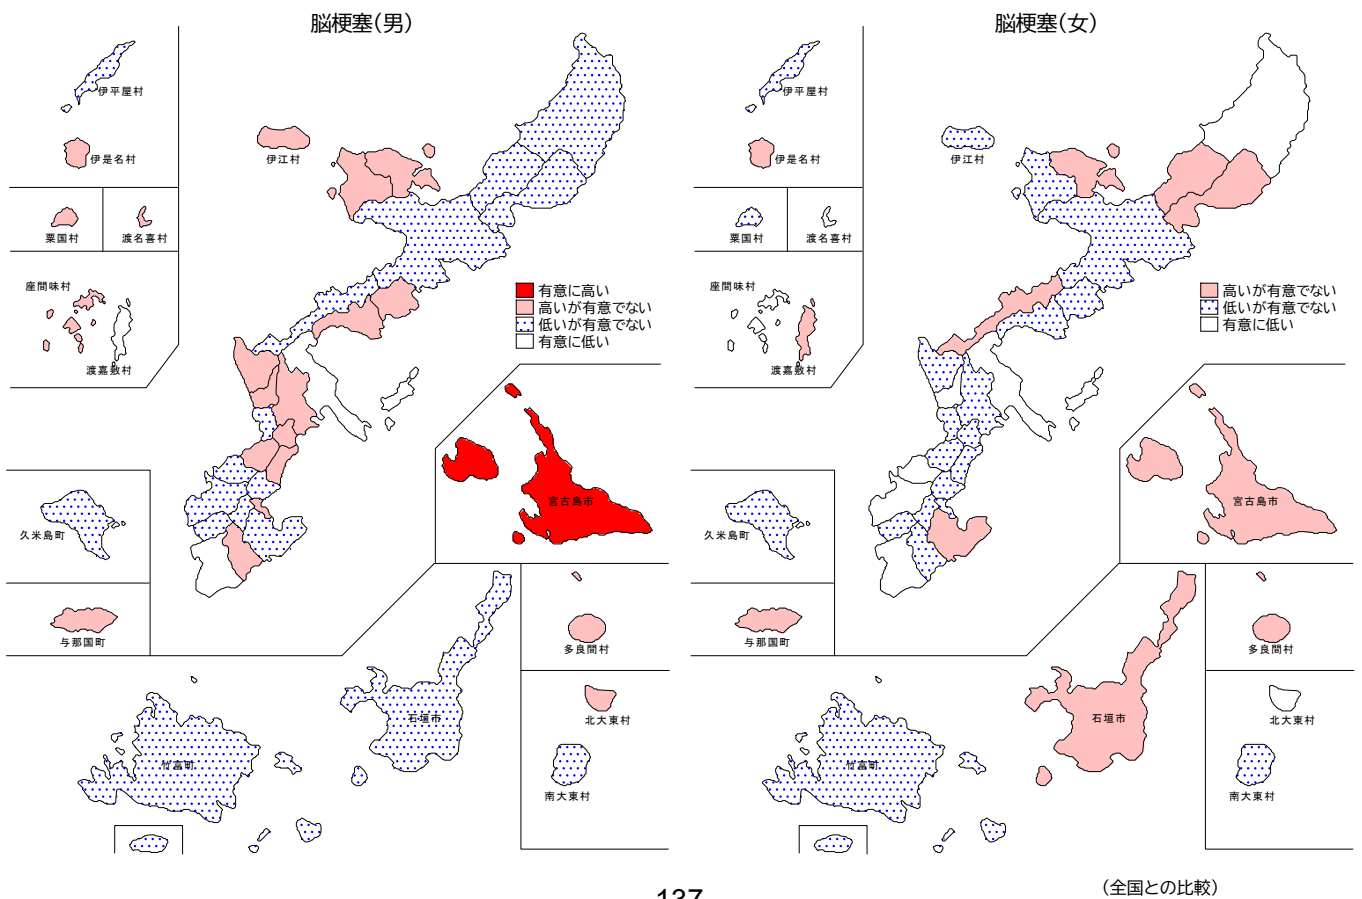 脳梗塞(男)
伊平屋村
伊是名村
伊江村
粟国村
渡名喜村
座間味村
渡嘉敷村
有意に高い
高いが有意でない
低いが有意でない
有意に低い
久米島町
宮古島市
与那国町
多良間村
石垣市
北大東村
竹富町
南大東村
脳梗塞(女)
伊平屋村
伊是名村
伊江村
粟国村
渡名喜村
座間味村
渡嘉敷村
高いが有意でない
低いが有意でない
有意に低い
久米島町
宮古島市
与那国町
多良間村
石垣市
北大東村
竹富町
南大東村
(全国との比較)
137